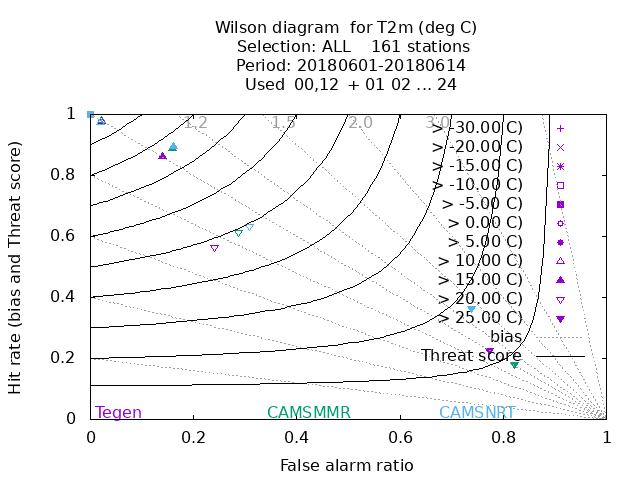 Wilson diagram  for T2m (deg C)
Selection: ALL    161 stations
Period: 20180601-20180614
Used  00,12  + 01 02 ... 24
Hit rate (bias and Threat score)
1
0.8
0.6
0.4
0.2
0
1.2
1.5
2.0
3.0
> -30.00 C)
> -20.00 C)
> -15.00 C)
> -10.00 C)
> -5.00 C)
> 0.00 C)
> 5.00 C)
> 10.00 C)
> 15.00 C)
> 20.00 C)
> 25.00 C)
bias
Threat score
Tegen CAMSMMR CAMSNRT
0 0.2 0.4 0.6 0.8 1
False alarm ratio